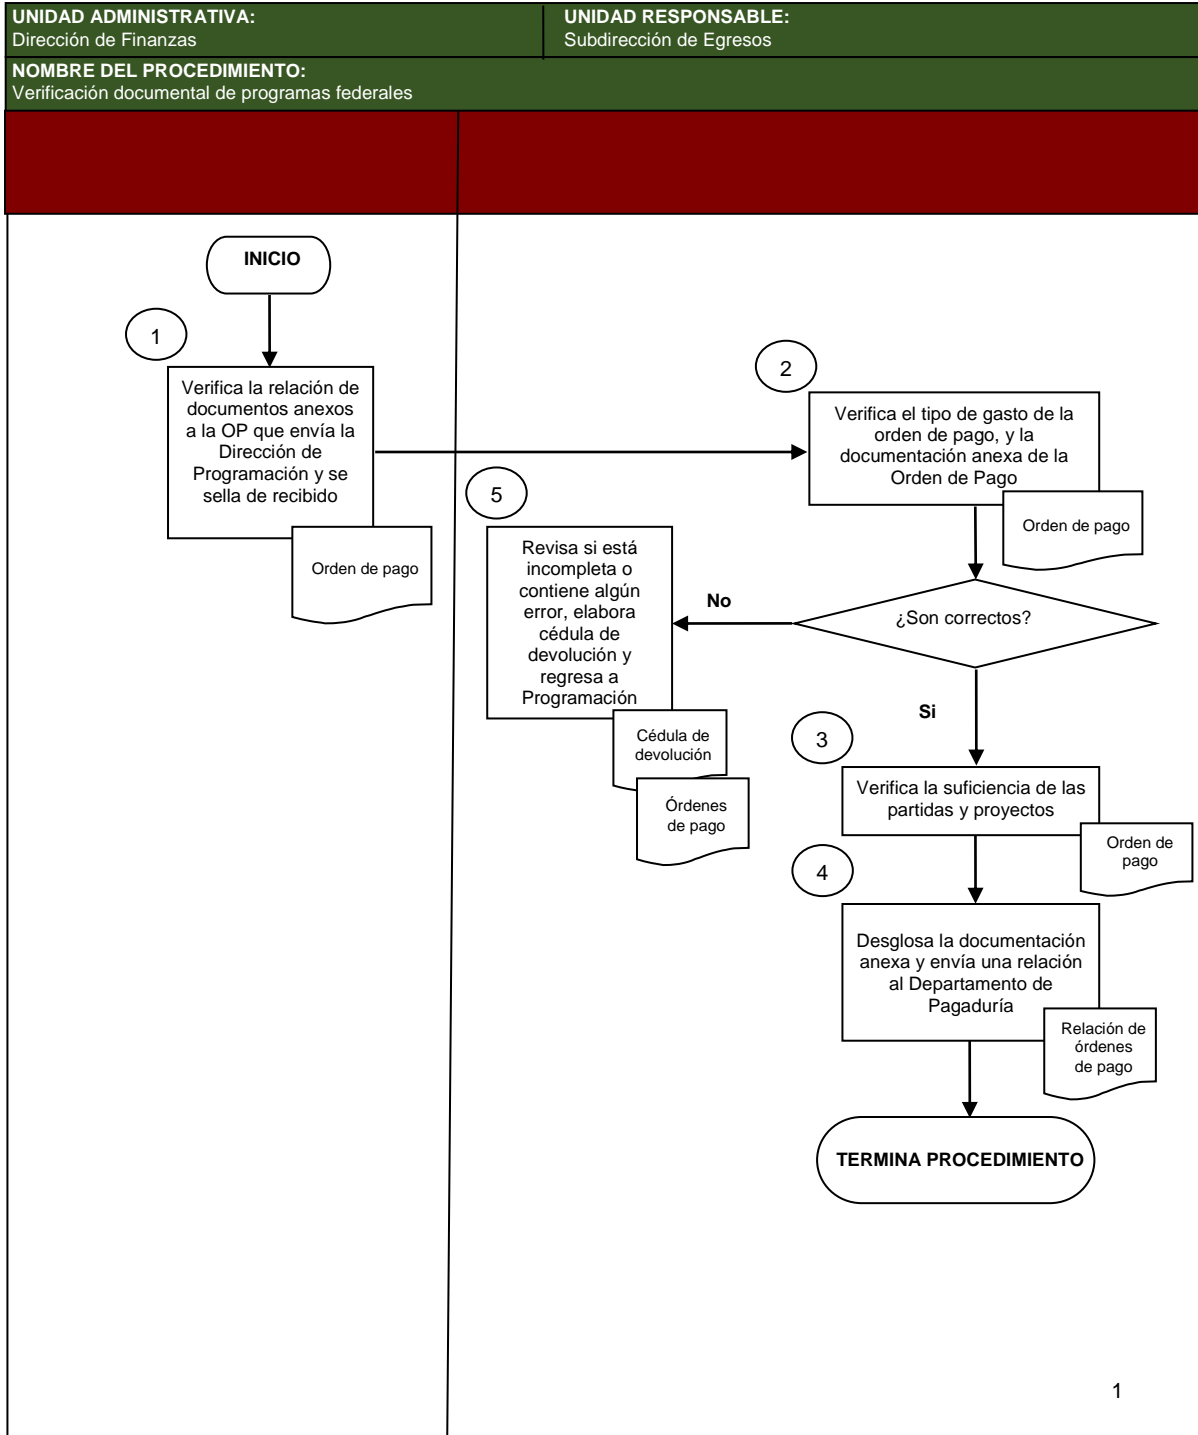 UNIDAD ADMINISTRATIVA:
Dirección de Finanzas
UNIDAD RESPONSABLE:
Subdirección de Egresos
NOMBRE DEL PROCEDIMIENTO:
Verificación documental de programas federales
INICIO
1
Verifica la relación de
documentos anexos
a la OP que envía la
Dirección de
Programación y se
sella de recibido
Orden de pago
2
Verifica el tipo de gasto de la
orden de pago, y la
documentación anexa de la
Orden de Pago
Orden de pago
¿Son correctos?
No
5
Revisa si está
incompleta o
contiene algún
error, elabora
cédula de
devolución y
regresa a
Programación
Cédula de
devolución
Órdenes
de pago
Si
3
Verifica la suficiencia de las
partidas y proyectos
Orden de
pago
4
Desglosa la documentación
anexa y envía una relación
al Departamento de
Pagaduría
Relación de
órdenes
de pago
TERMINA PROCEDIMIENTO
1